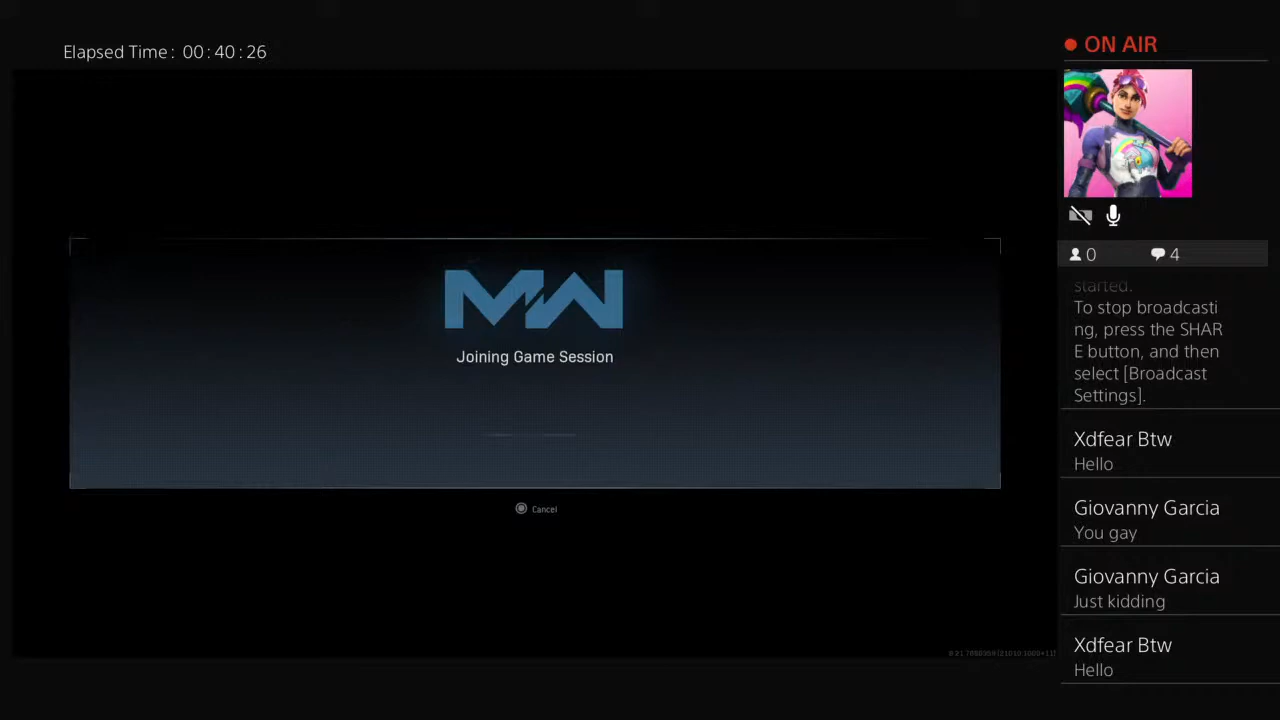 Elapsed Time: 00:40:26
ON AIR
0
4
started.
To stop broadcasti
ng, press the SHAR
E button, and then
select [Broadcast
Settings].
Xdfear Btw
Hello
Giovanny Garcia
You gay
Giovanny Garcia
Just kidding
Xdfear Btw
Hello
MW
Joining Game Session
Cancel